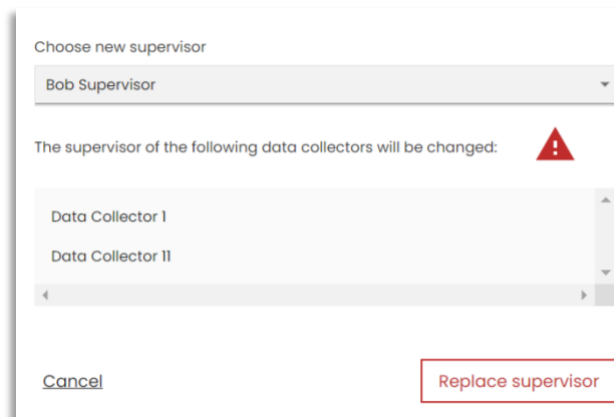 Choose new supervisor
Bob Supervisor
The supervisor of the following data collectors will be changed:
Data Collector 1
Data Collector 11
Cancel
Replace supervisor